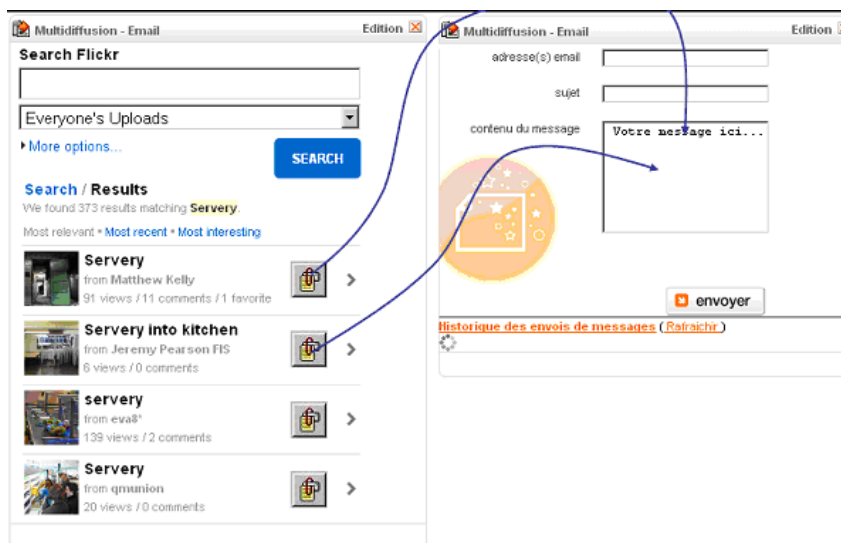 Multidiffusion - Email
Edition
Search Flickr
Everyone's Uploads
More options...
SEARCH
Search / Results
We found 373 results matching Servery.
Most relevant • Most recent • Most interesting
Servery
from Matthew Kelly
91 views / 11 comments / 1 favorite
Servery into kitchen
from Jeremy Pearson FIS
6 views / 0 comments
servery
from eva8*
139 views / 2 comments
Servery
from qmunion
20 views / 0 comments
Multidiffusion - Email
Edition
adresse(s) email
sujet
contenu du message
Votre message ici...
envoyer
Historique des envois de messages ( Rafraichir )